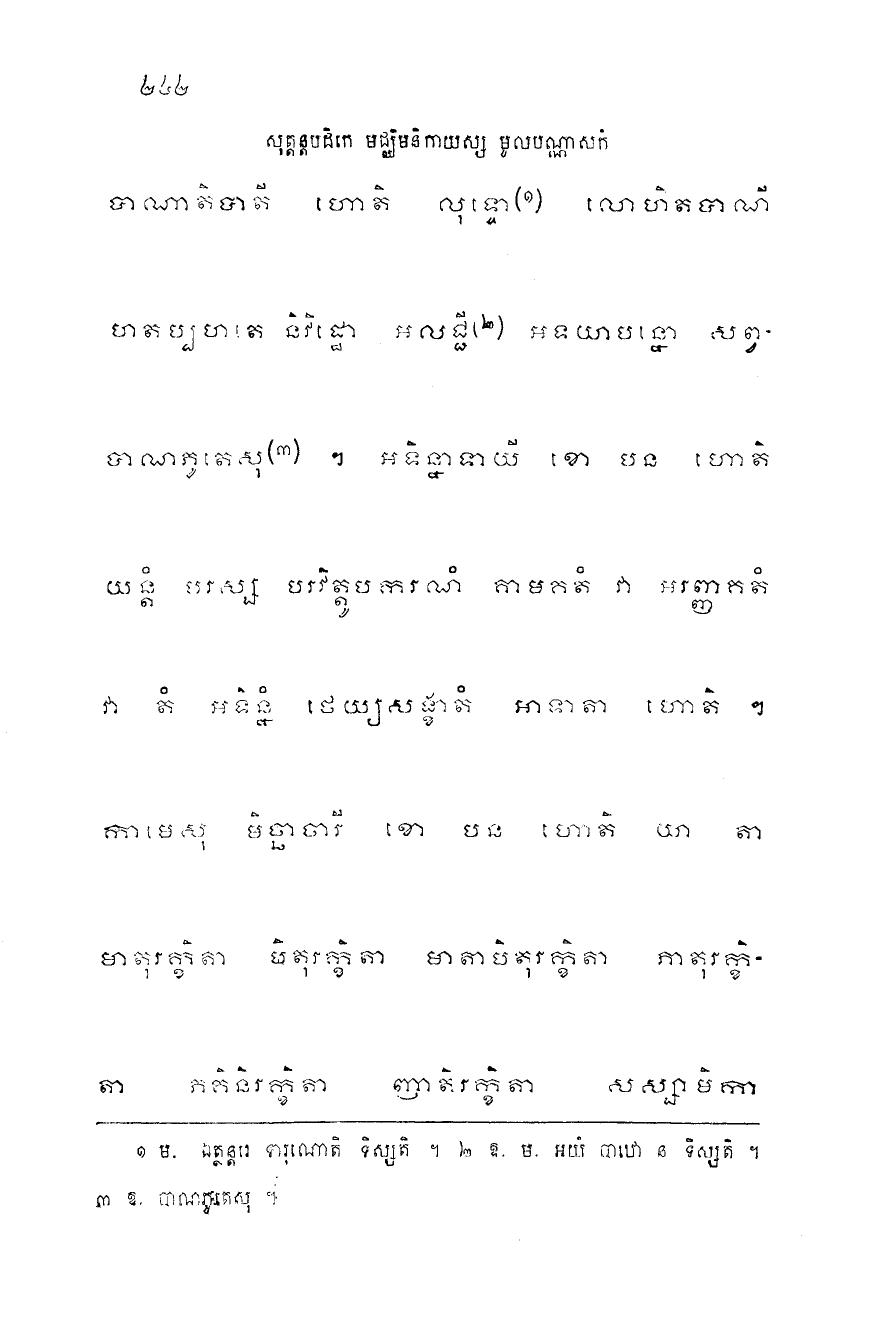 ២៤២
សុត្តន្តបិដកេ មជ្ឈិមនិកាយស្ស មូលបណ្ណាសកំ
បាណាតិបាតី ហោតិ លុទ្ទោ(១) លោហិតបាណី
ហតប្បហតេ និវិដ្ឋោ អលជ្ជី(២) អទយាបន្នោ សព្វ-
បាណភូតេសុ(៣) ។ អទិន្នាទាយី ខោ បន ហោតិ
យន្តំ បរស្ស បរវិត្តូបករណំ គាមគតំ វា អរញ្ញគតំ
វា តំ អទិន្នំ ថេយ្យសង្ខាតំ អាទាតា ហោតិ ។
កាមេសុ មិច្ឆាចារី ខោ បន ហោតិ យា តា
មាតុរក្ខិតា បិតុរក្ខិតា មាតាបិតុរក្ខិតា ភាតុរក្ខិ-
តា ភគិនិរក្ខិតា ញាតិរក្ខិតា សស្សាមិកា
១ ម. ឯត្ថន្តរេ ទារុណោតិ ទិស្សតិ ។ ២ ឱ. ម. អយំ បាឋោ ន ទិស្សតិ ។
៣ ឱ. បាណភូតេសុ ។